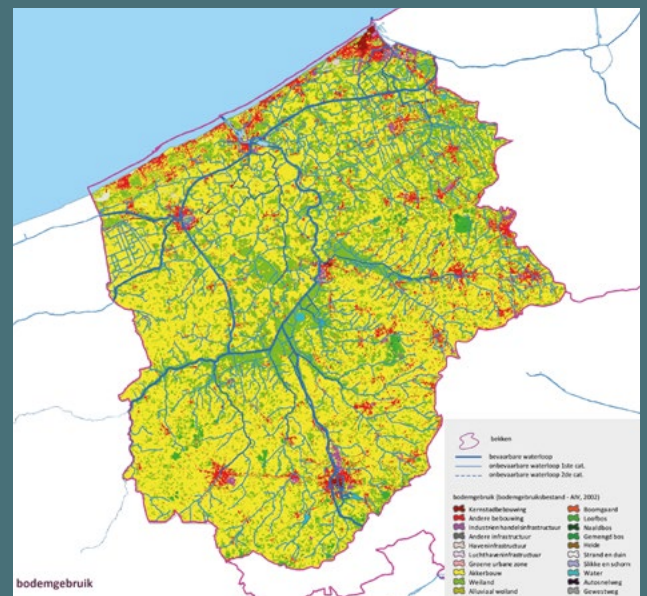 bekken
bevaarbare waterloop
onbevaarbare waterloop 1ste cat.
onbevaarbare waterloop 2de cat.
bodemgebruik (bodemgebruiksbestand - AIV, 2002)
Kernstadbebouwing
Andere bebouwing
Industrie en handelsinfrastructuur
Andere infrastructuur
Haveninfrastructuur
Luchthaveninfrastructuur
Groene urbane zone
Akkerbouw
Weiland
Alluviaal weiland
Boomgaard
Loofbos
Naaldbos
Gemengd bos
Heide
Strand en duin
Slikke en schorre
Water
Autosnelweg
Gewestweg
bodemgebruik